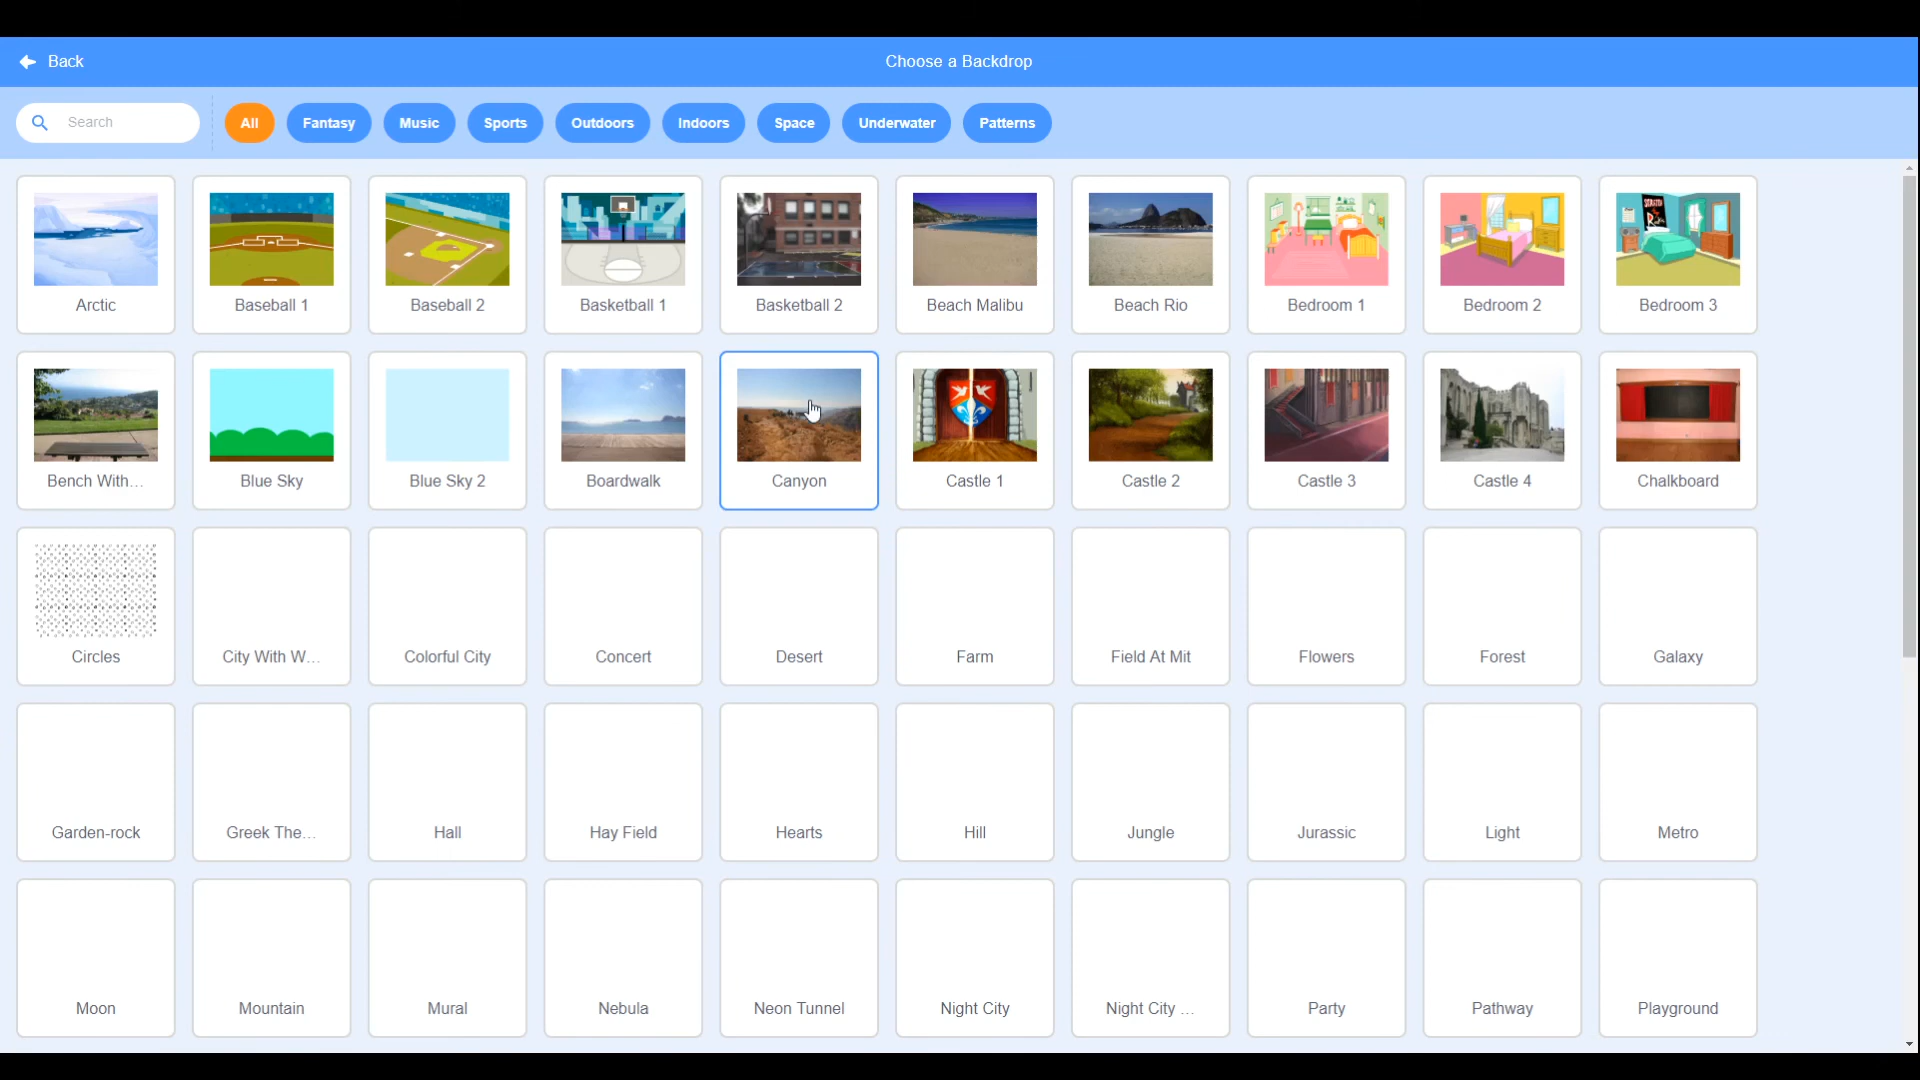 Back
Choose a Backdrop
Search
All
Fantasy
Music
Sports
Outdoors
Indoors
Space
Underwater
Patterns
Arctic
Baseball 1
Baseball 2
Basketball 1
Basketball 2
Beach Malibu
Beach Rio
Bedroom 1
Bedroom 2
Bedroom 3
Bench With...
Blue Sky
Blue Sky 2
Boardwalk
Canyon
Castle 1
Castle 2
Castle 3
Castle 4
Chalkboard
Circles
City With W...
Colorful City
Concert
Desert
Farm
Field At Mit
Flowers
Forest
Galaxy
Garden-rock
Greek The...
Hall
Hay Field
Hearts
Hill
Jungle
Jurassic
Light
Metro
Moon
Mountain
Mural
Nebula
Neon Tunnel
Night City
Night City ...
Party
Pathway
Playground